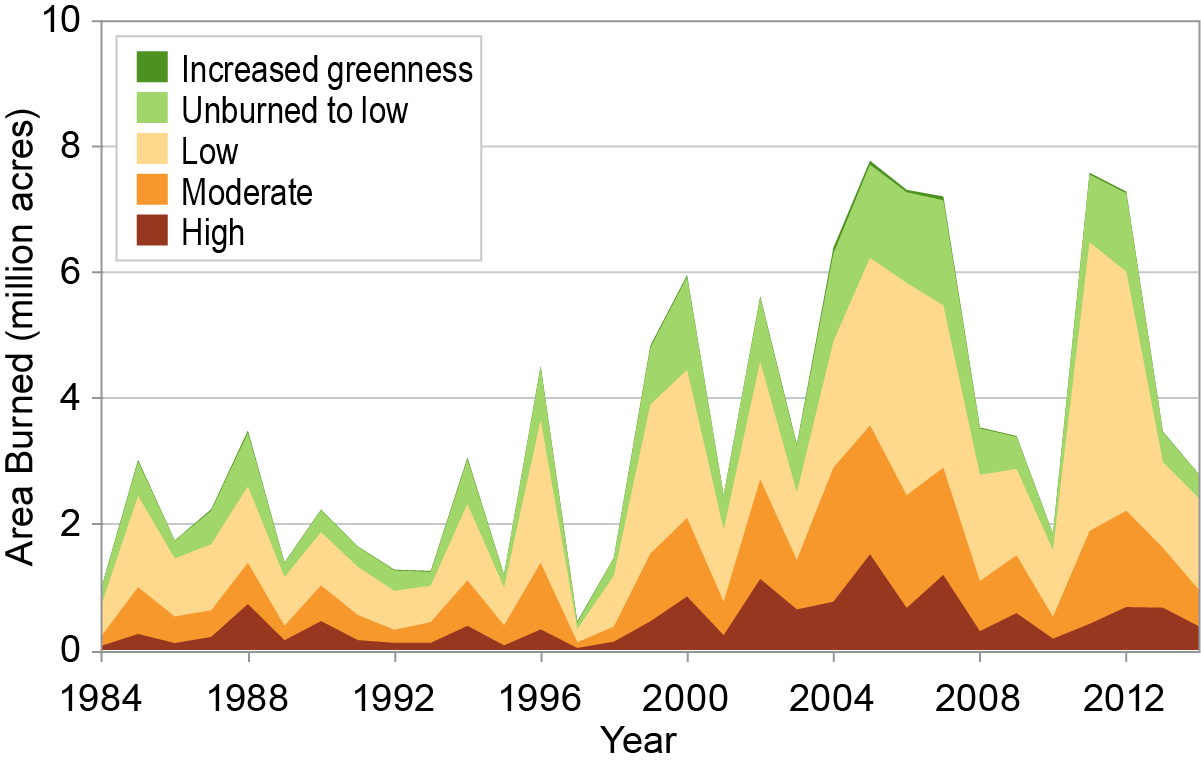 10
8
6
4
2
0
Area Burned (million acres)
Increased greenness
Unburned to low
Low
Moderate
High
1984 1988 1992 1996 2000 2004 2008 2012
Year